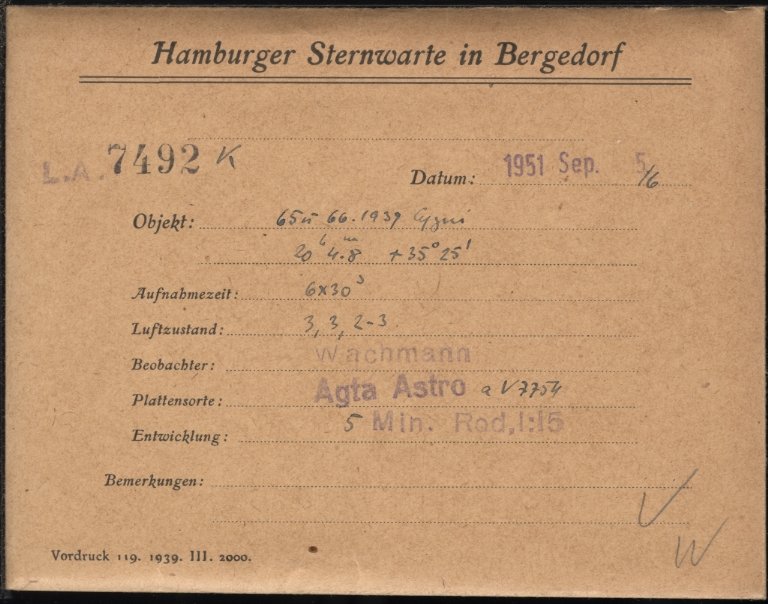 Hamburger Sternwarte in Bergedorf
L.A. 7492 K
Datum: 1951 Sep. 5/6
Objekt: 65 u 66.1939 Cygni
20h 4.m8 +35° 25'
Aufnahmezeit: 6x30s
Luftzustand: 3, 3, 2-3
Beobachter: Wachmann
Plattensorte: Agfa Astro a V7754
Entwicklung: 5 Min. Rod. 1:15
Bemerkungen:
V
W
Vordruck 119. 1939. III. 2000.